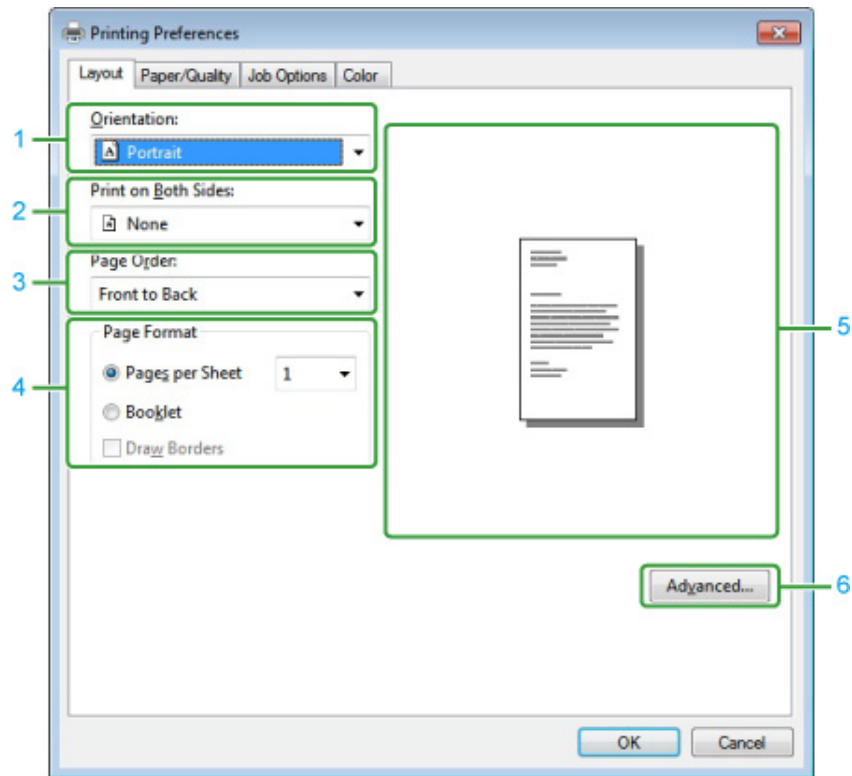 Printing Preferences
Layout Paper/Quality Job Options Color
1
Orientation:
Portrait
2
Print on Both Sides:
None
3
Page Order:
Front to Back
4
Page Format
Pages per Sheet 1
Booklet
Draw Borders
5
Advanced...
6
OK Cancel